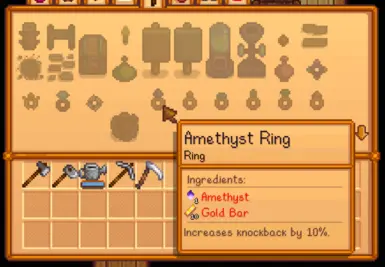 Amethyst Ring
Ring
Ingredients:
Amethyst
Gold Bar
Increases knockback by 10%.